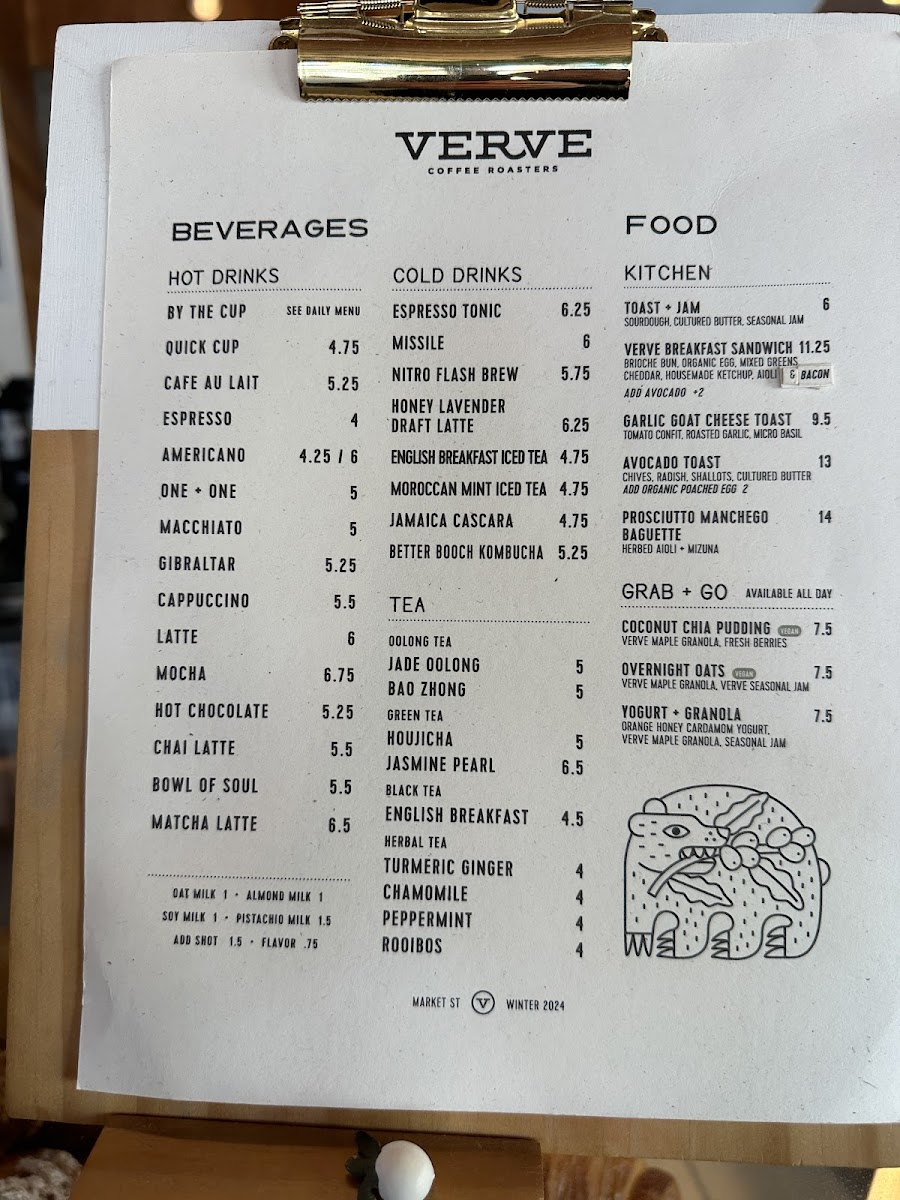 VERVE
COFFEE ROASTERS
BEVERAGES
HOT DRINKS
BY THE CUP SEE DAILY MENU
QUICK CUP 4.75
CAFE AU LAIT 5.25
ESPRESSO 4
AMERICANO 4.25 / 6
ONE + ONE 5
MACCHIATO 5
GIBRALTAR 5.25
CAPPUCCINO 5.5
LATTE 6
MOCHA 6.75
HOT CHOCOLATE 5.25
CHAI LATTE 5.5
BOWL OF SOUL 5.5
MATCHA LATTE 6.5
OAT MILK 1 • ALMOND MILK 1
SOY MILK 1 • PISTACHIO MILK 1.5
ADD SHOT 1.5 • FLAVOR .75
COLD DRINKS
ESPRESSO TONIC 6.25
MISSILE 6
NITRO FLASH BREW 5.75
HONEY LAVENDER
DRAFT LATTE 6.25
ENGLISH BREAKFAST ICED TEA 4.75
MOROCCAN MINT ICED TEA 4.75
JAMAICA CASCARA 4.75
BETTER BOOCH KOMBUCHA 5.25
TEA
OOLONG TEA
JADE OOLONG 5
BAO ZHONG 5
GREEN TEA
HOUJICHA 5
JASMINE PEARL 6.5
BLACK TEA
ENGLISH BREAKFAST 4.5
HERBAL TEA
TURMERIC GINGER 4
CHAMOMILE 4
PEPPERMINT 4
ROOIBOS 4
FOOD
KITCHEN
TOAST + JAM 6
SOURDOUGH, CULTURED BUTTER, SEASONAL JAM
VERVE BREAKFAST SANDWICH 11.25
BRIOCHE BUN, ORGANIC EGG, MIXED GREENS,
CHEDDAR, HOUSEMADE KETCHUP, AIOLI & BACON
ADD AVOCADO +2
GARLIC GOAT CHEESE TOAST 9.5
TOMATO CONFIT, ROASTED GARLIC, MICRO BASIL
AVOCADO TOAST 13
CHIVES, RADISH, SHALLOTS, CULTURED BUTTER
ADD ORGANIC POACHED EGG 2
PROSCIUTTO MANCHEGO 14
BAGUETTE
HERBED AIOLI + MIZUNA
GRAB + GO AVAILABLE ALL DAY
COCONUT CHIA PUDDING VEGAN 7.5
VERVE MAPLE GRANOLA, FRESH BERRIES
OVERNIGHT OATS VEGAN 7.5
VERVE MAPLE GRANOLA, VERVE SEASONAL JAM
YOGURT + GRANOLA 7.5
ORANGE HONEY CARDAMOM YOGURT,
VERVE MAPLE GRANOLA, SEASONAL JAM
MARKET ST V WINTER 2024